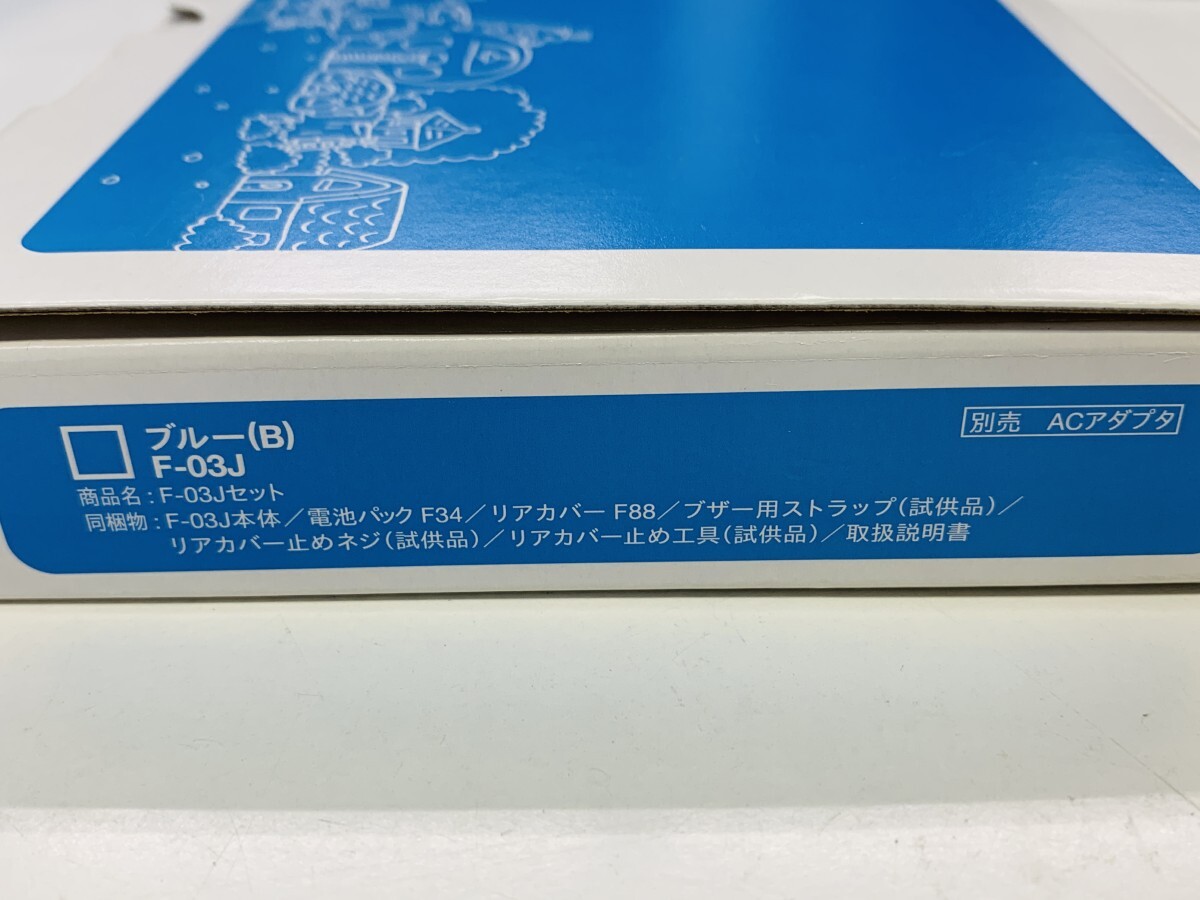 ブルー(B)
F-03J
別売 ACアダプタ
商品名：F-03Jセット
同梱物：F-03J本体／電池パック F34／リアカバー F88／ブザー用ストラップ(試供品)／
リアカバー止めネジ(試供品)／リアカバー止め工具(試供品)／取扱説明書